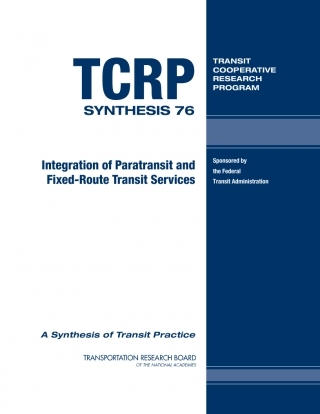 TCRP
SYNTHESIS 76
TRANSIT
COOPERATIVE
RESEARCH
PROGRAM
Integration of Paratransit and
Fixed-Route Transit Services
Sponsored by
the Federal
Transit Administration
A Synthesis of Transit Practice
TRANSPORTATION RESEARCH BOARD
OF THE NATIONAL ACADEMIES